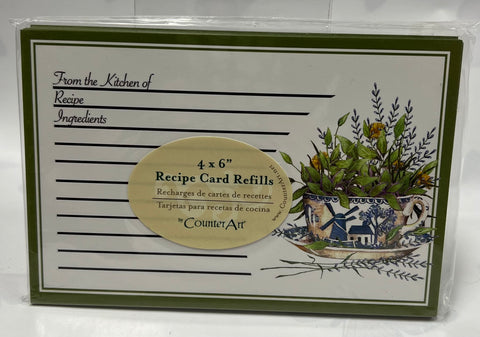 From the Kitchen of
Recipe
Ingredients
4 x 6"
Recipe Card Refills
Recharges de cartes de recettes
Tarjetas para recetas de cocina
by CounterArt